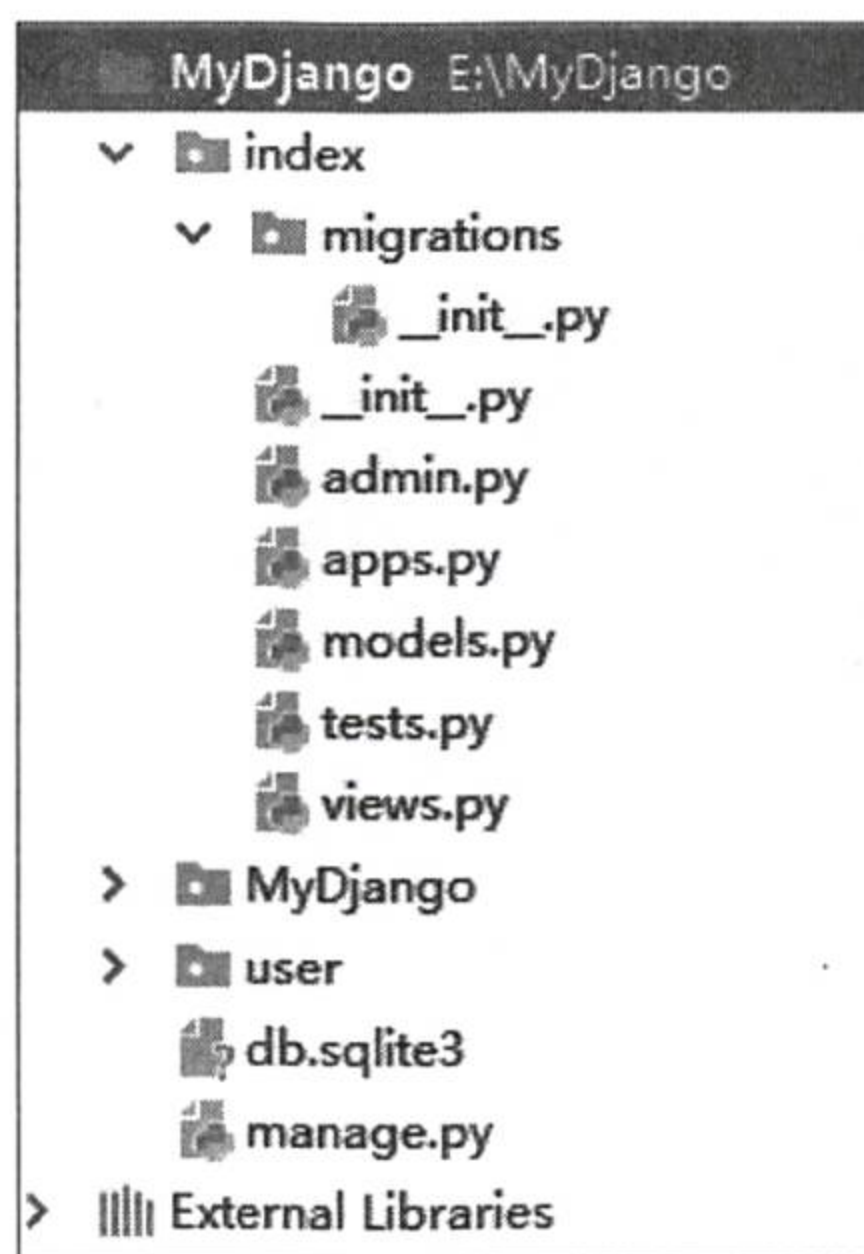 MyDjango E:\MyDjango
index
migrations
__init__.py
__init__.py
admin.py
apps.py
models.py
tests.py
views.py
MyDjango
user
db.sqlite3
manage.py
External Libraries